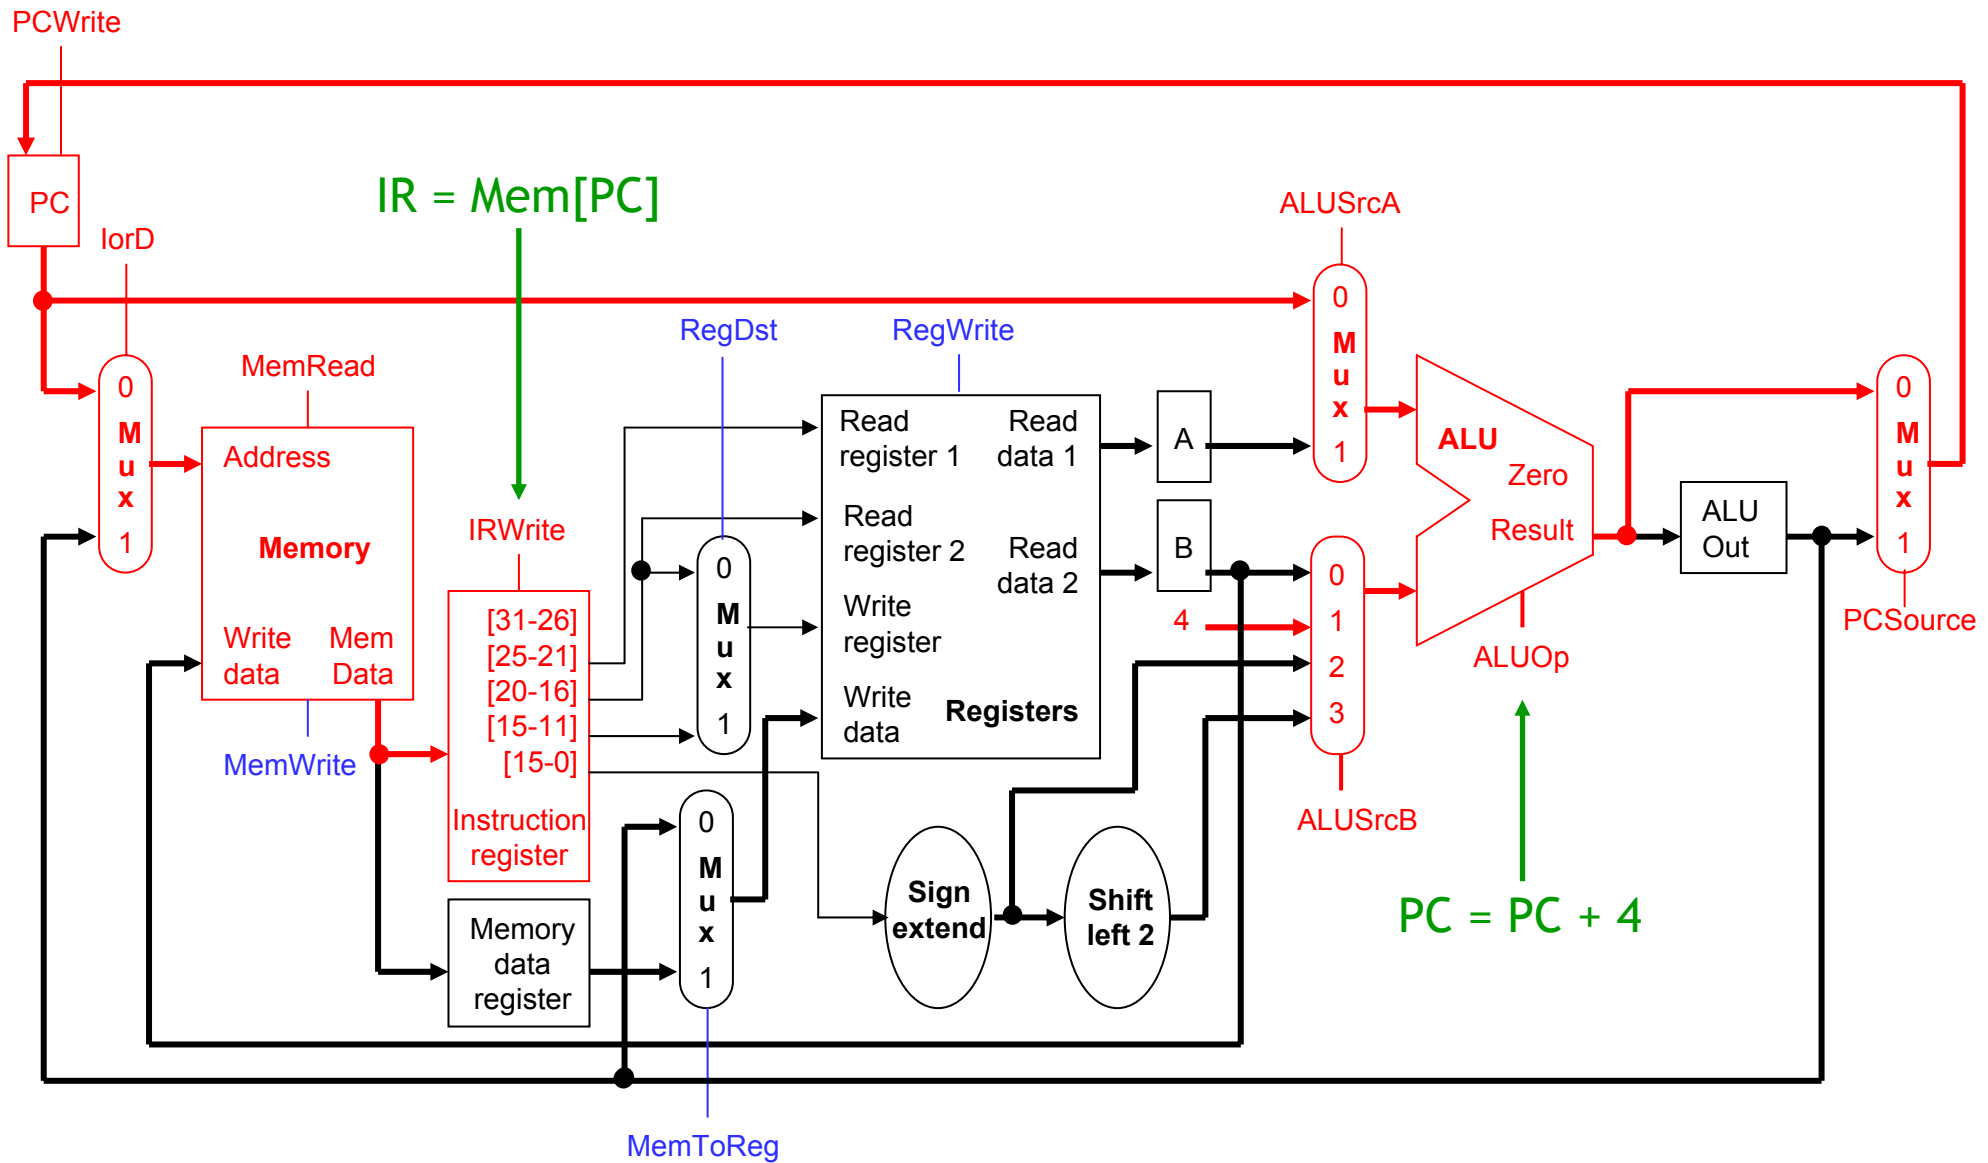 PCWrite
PC
IorD
IR = Mem[PC]
ALUSrcA
0
M
u
x
1
RegDst
RegWrite
MemRead
0
M
u
x
1
Address
Memory
Write
data
Mem
Data
MemWrite
IRWrite
[31-26]
[25-21]
[20-16]
[15-11]
[15-0]
Instruction
register
Memory
data
register
0
M
u
x
1
0
M
u
x
1
MemToReg
Read
register 1
Read
data 1
Read
register 2
Read
data 2
Write
register
Write
data
Registers
A
B
4
0
1
2
3
ALUSrcB
Sign
extend
Shift
left 2
ALU
Zero
Result
ALUOp
PC = PC + 4
ALU
Out
0
M
u
x
1
PCSource